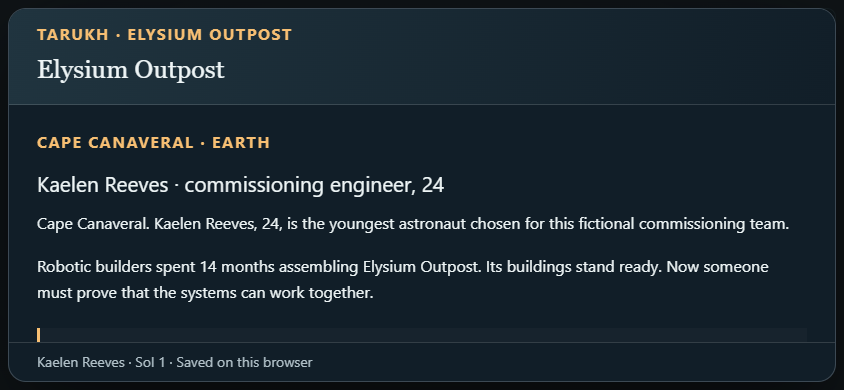 TARUKH · ELYSIUM OUTPOST
Elysium Outpost
CAPE CANAVERAL · EARTH
Kaelen Reeves · commissioning engineer, 24
Cape Canaveral. Kaelen Reeves, 24, is the youngest astronaut chosen for this fictional commissioning team.
Robotic builders spent 14 months assembling Elysium Outpost. Its buildings stand ready. Now someone
must prove that the systems can work together.
Kaelen Reeves · Sol 1 · Saved on this browser